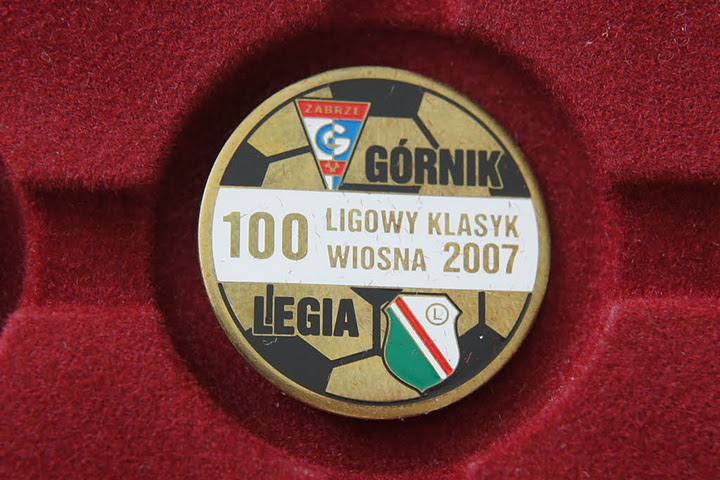 ZABRZE
G
GÓRNIK
100
LIGOWY KLASYK
WIOSNA 2007
LEGIA
L